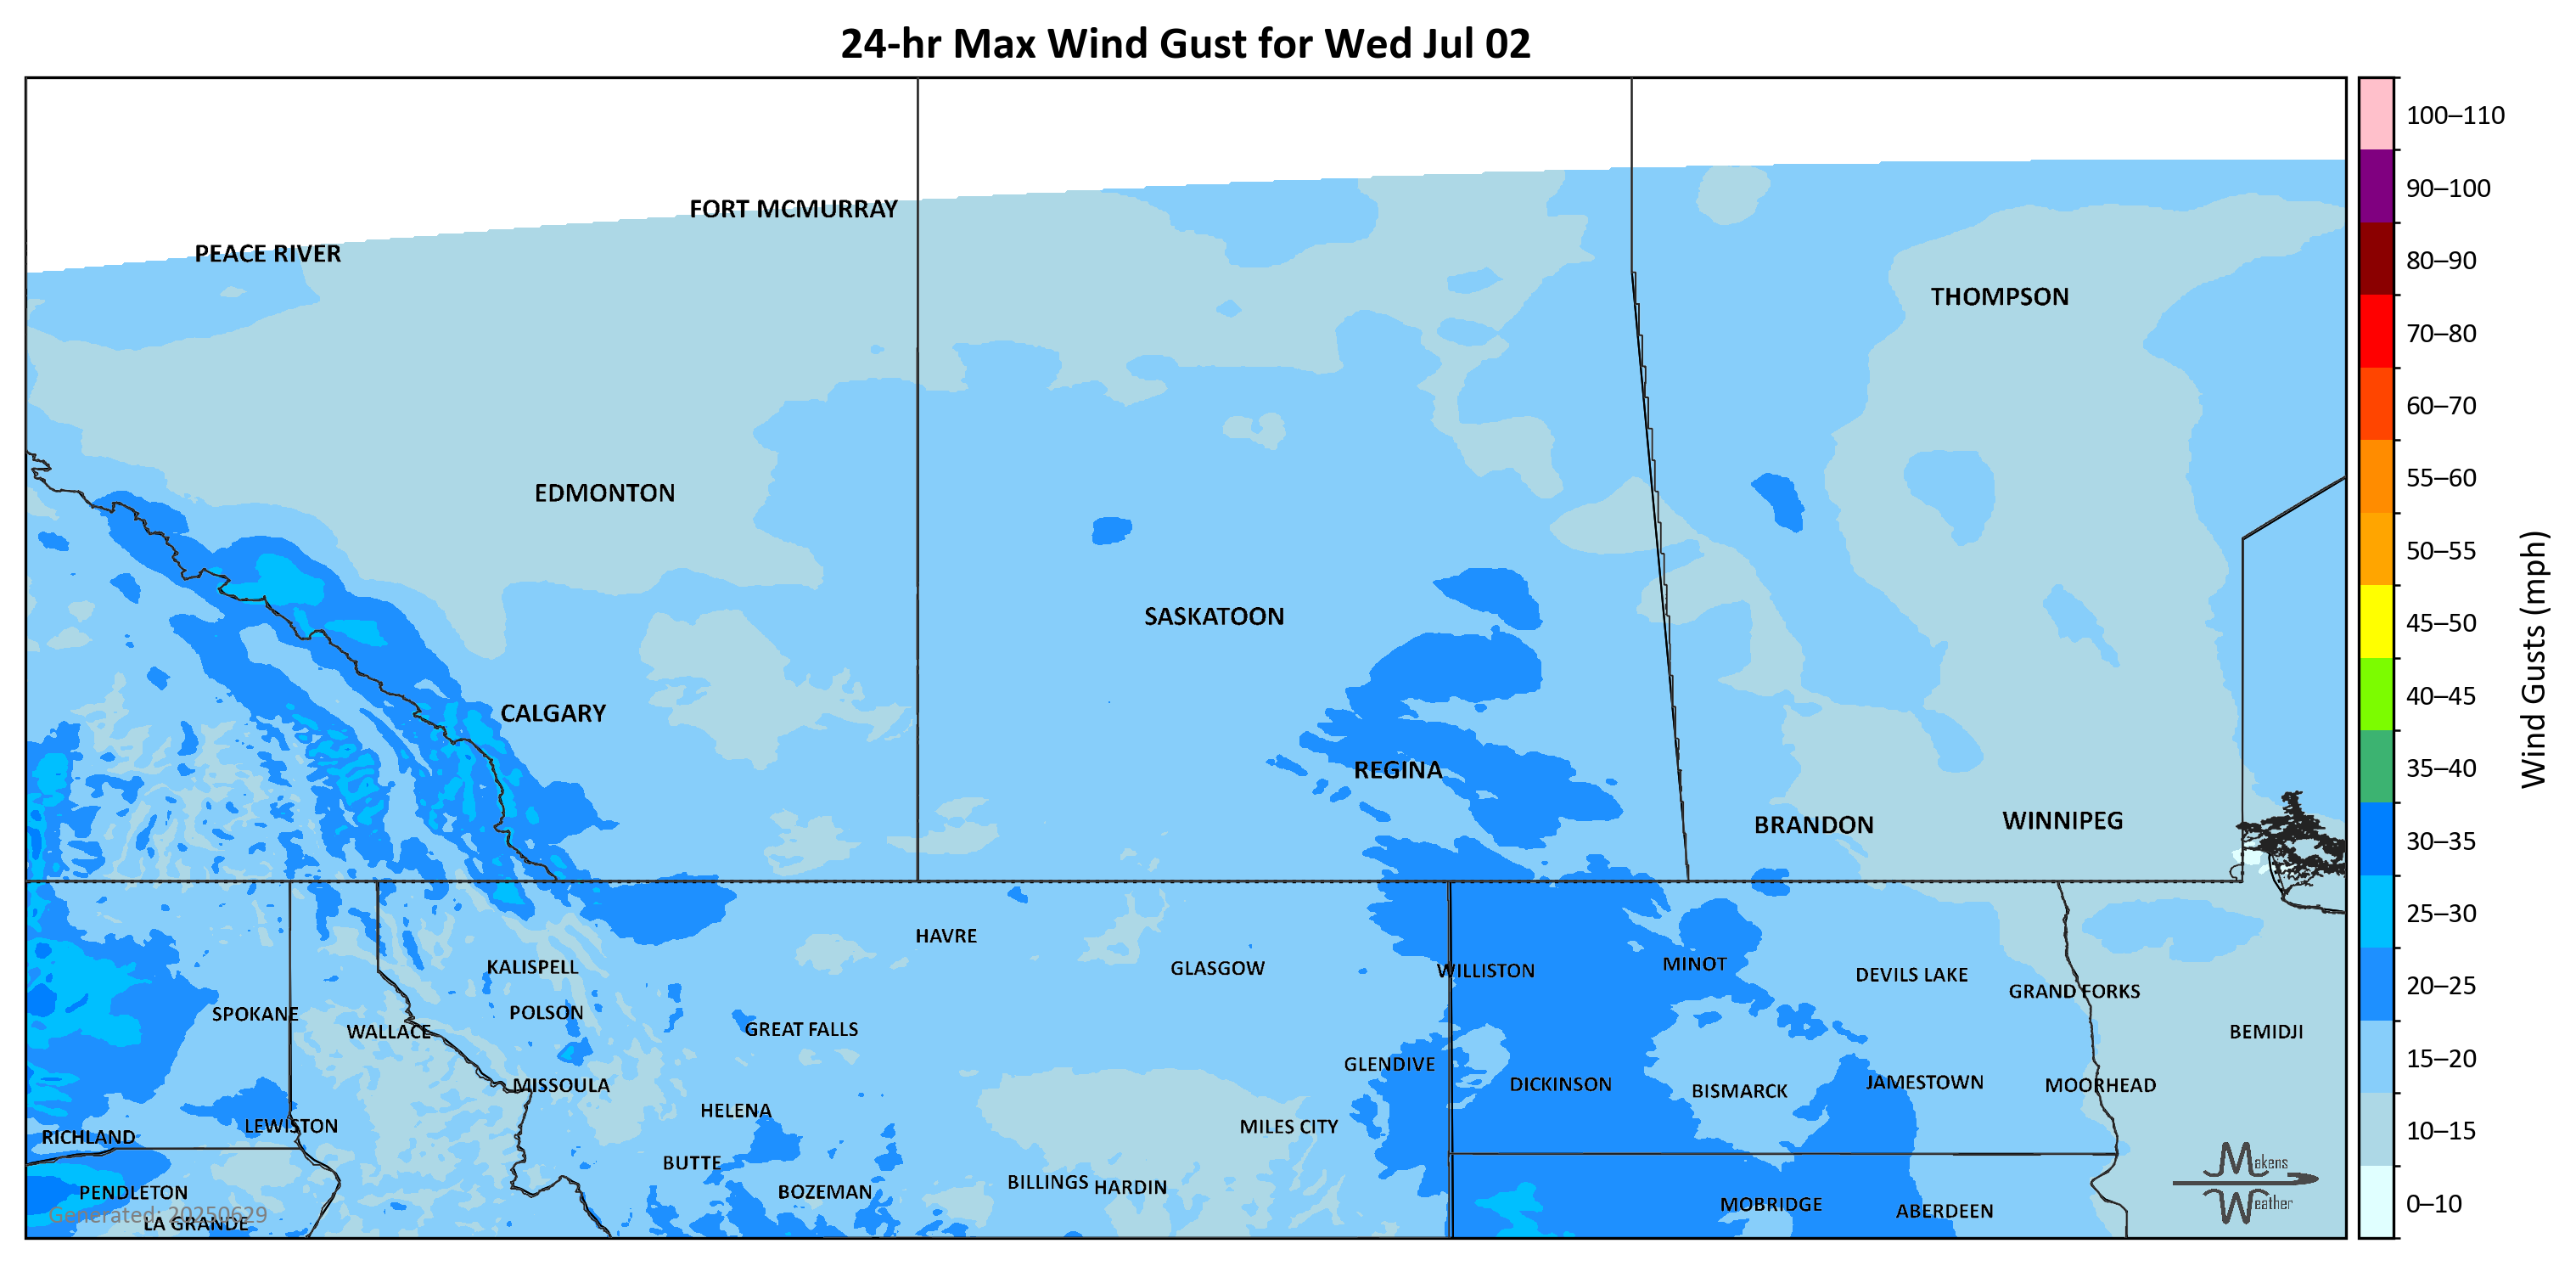 24-hr Max Wind Gust for Wed Jul 02
100–110
FORT MCMURRAY
90–100
PEACE RIVER
80–90
THOMPSON
70–80
60–70
55–60
EDMONTON
50–55
SASKATOON
45–50
Wind Gusts (mph)
CALGARY
40–45
REGINA
35–40
BRANDON
WINNIPEG
30–35
25–30
HAVRE
KALISPELL
GLASGOW
WILLISTON
MINOT
DEVILS LAKE
20–25
GRAND FORKS
SPOKANE
POLSON
WALLACE
GREAT FALLS
BEMIDJI
15–20
GLENDIVE
MISSOULA
DICKINSON
BISMARCK
JAMESTOWN
MOORHEAD
HELENA
LEWISTON
MILES CITY
10–15
RICHLAND
BUTTE
Makens
Weather
PENDLETON
BOZEMAN
BILLINGS
HARDIN
MOBRIDGE
ABERDEEN
0–10
Generated: 20250629
LA GRANDE